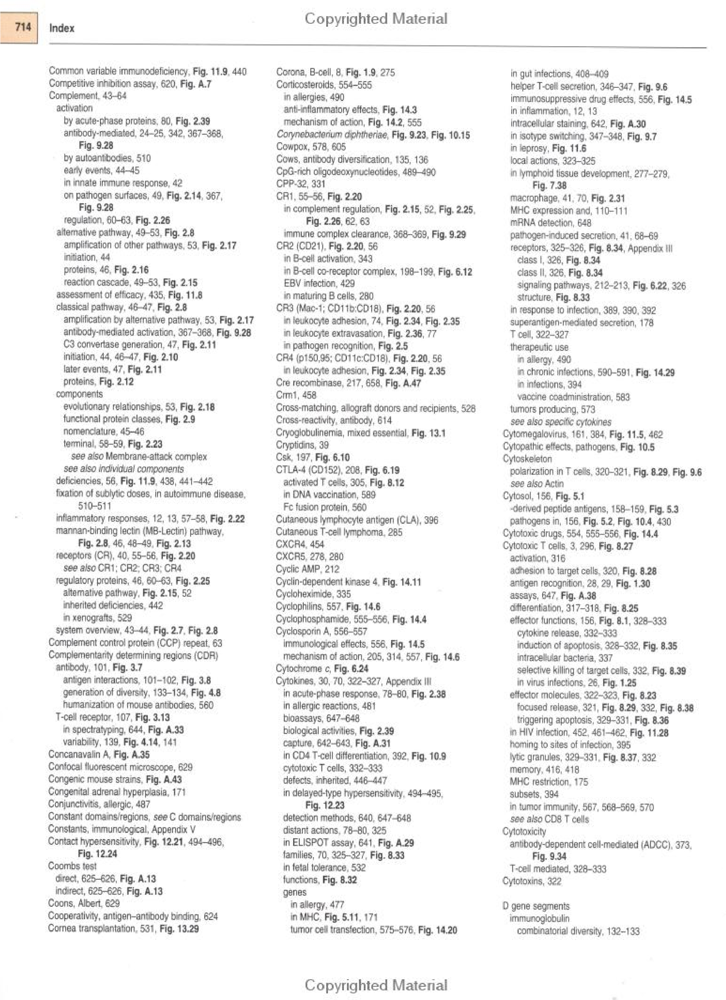 Copyrighted Material
714
Index
Common variable immunodeficiency, Fig. 11.9, 440
Competitive inhibition assay, 620, Fig. A.7
Complement, 43–64
activation
by acute-phase proteins, 80, Fig. 2.39
antibody-mediated, 24–25, 342, 367–368,
Fig. 9.28
by autoantibodies, 510
early events, 44–45
in innate immune response, 42
on pathogen surfaces, 49, Fig. 2.14, 367,
Fig. 9.28
regulation, 60–63, Fig. 2.26
alternative pathway, 49–53, Fig. 2.8
amplification of other pathways, 53, Fig. 2.17
initiation, 44
proteins, 46, Fig. 2.16
reaction cascade, 49–53, Fig. 2.15
assessment of efficacy, 435, Fig. 11.8
classical pathway, 46–47, Fig. 2.8
amplification by alternative pathway, 53, Fig. 2.17
antibody-mediated activation, 367–368, Fig. 9.28
C3 convertase generation, 47, Fig. 2.11
initiation, 44, 46–47, Fig. 2.10
later events, 47, Fig. 2.11
proteins, Fig. 2.12
components
evolutionary relationships, 53, Fig. 2.18
functional protein classes, Fig. 2.9
nomenclature, 45–46
terminal, 58–59, Fig. 2.23
see also Membrane-attack complex
see also individual components
deficiencies, 56, Fig. 11.9, 438, 441–442
fixation of sublytic doses, in autoimmune disease,
510–511
inflammatory responses, 12, 13, 57–58, Fig. 2.22
mannan-binding lectin (MB-Lectin) pathway,
Fig. 2.8, 46, 48–49, Fig. 2.13
receptors (CR), 40, 55–56, Fig. 2.20
see also CR1; CR2; CR3; CR4
regulatory proteins, 46, 60–63, Fig. 2.25
alternative pathway, Fig. 2.15, 52
inherited deficiencies, 442
in xenografts, 529
system overview, 43–44, Fig. 2.7, Fig. 2.8
Complement control protein (CCP) repeat, 63
Complementarity determining regions (CDR)
antibody, 101, Fig. 3.7
antigen interactions, 101–102, Fig. 3.8
generation of diversity, 133–134, Fig. 4.8
humanization of mouse antibodies, 560
T-cell receptor, 107, Fig. 3.13
in spectratyping, 644, Fig. A.33
variability, 139, Fig. 4.14, 141
Concanavalin A, Fig. A.35
Confocal fluorescent microscope, 629
Congenic mouse strains, Fig. A.43
Congenital adrenal hyperplasia, 171
Conjunctivitis, allergic, 487
Constant domains/regions, see C domains/regions
Constants, immunological, Appendix V
Contact hypersensitivity, Fig. 12.21, 494–496,
Fig. 12.24
Coombs test
direct, 625–626, Fig. A.13
indirect, 625–626, Fig. A.13
Coons, Albert, 629
Cooperativity, antigen–antibody binding, 624
Cornea transplantation, 531, Fig. 13.29
Corona, B-cell, 8, Fig. 1.9, 275
Corticosteroids, 554–555
in allergies, 490
anti-inflammatory effects, Fig. 14.3
mechanism of action, Fig. 14.2, 555
Corynebacterium diphtheriae, Fig. 9.23, Fig. 10.15
Cowpox, 578, 605
Cows, antibody diversification, 135, 136
CpG-rich oligodeoxynucleotides, 489–490
CPP-32, 331
CR1, 55–56, Fig. 2.20
in complement regulation, Fig. 2.15, 52, Fig. 2.25,
Fig. 2.26, 62, 63
immune complex clearance, 368–369, Fig. 9.29
CR2 (CD21), Fig. 2.20, 56
in B-cell activation, 343
in B-cell co-receptor complex, 198–199, Fig. 6.12
EBV infection, 429
in maturing B cells, 280
CR3 (Mac-1; CD11b:CD18), Fig. 2.20, 56
in leukocyte adhesion, 74, Fig. 2.34, Fig. 2.35
in leukocyte extravasation, Fig. 2.36, 77
in pathogen recognition, Fig. 2.5
CR4 (p150,95; CD11c:CD18), Fig. 2.20, 56
in leukocyte adhesion, Fig. 2.34, Fig. 2.35
Cre recombinase, 217, 658, Fig. A.47
Crm1, 458
Cross-matching, allograft donors and recipients, 528
Cross-reactivity, antibody, 614
Cryoglobulinemia, mixed essential, Fig. 13.1
Cryptidins, 39
Csk, 197, Fig. 6.10
CTLA-4 (CD152), 208, Fig. 6.19
activated T cells, 305, Fig. 8.12
in DNA vaccination, 589
Fc fusion protein, 560
Cutaneous lymphocyte antigen (CLA), 396
Cutaneous T-cell lymphoma, 285
CXCR4, 454
CXCR5, 278, 280
Cyclic AMP, 212
Cyclin-dependent kinase 4, Fig. 14.11
Cycloheximide, 335
Cyclophilins, 557, Fig. 14.6
Cyclophosphamide, 555–556, Fig. 14.4
Cyclosporin A, 556–557
immunological effects, 556, Fig. 14.5
mechanism of action, 205, 314, 557, Fig. 14.6
Cytochrome c, Fig. 6.24
Cytokines, 30, 70, 322–327, Appendix III
in acute-phase response, 78–80, Fig. 2.38
in allergic reactions, 481
bioassays, 647–648
biological activities, Fig. 2.39
capture, 642–643, Fig. A.31
in CD4 T-cell differentiation, 392, Fig. 10.9
cytotoxic T cells, 332–333
defects, inherited, 446–447
in delayed-type hypersensitivity, 494–495,
Fig. 12.23
detection methods, 640, 647–648
distant actions, 78–80, 325
in ELISPOT assay, 641, Fig. A.29
families, 70, 325–327, Fig. 8.33
in fetal tolerance, 532
functions, Fig. 8.32
genes
in allergy, 477
in MHC, Fig. 5.11, 171
tumor cell transfection, 575–576, Fig. 14.20
in gut infections, 408–409
helper T-cell secretion, 346–347, Fig. 9.6
immunosuppressive drug effects, 556, Fig. 14.5
in inflammation, 12, 13
intracellular staining, 642, Fig. A.30
in isotype switching, 347–348, Fig. 9.7
in leprosy, Fig. 11.6
local actions, 323–325
in lymphoid tissue development, 277–279,
Fig. 7.38
macrophage, 41, 70, Fig. 2.31
MHC expression and, 110–111
mRNA detection, 648
pathogen-induced secretion, 41, 68–69
receptors, 325–326, Fig. 8.34, Appendix III
class I, 326, Fig. 8.34
class II, 326, Fig. 8.34
signaling pathways, 212–213, Fig. 6.22, 326
structure, Fig. 8.33
in response to infection, 389, 390, 392
superantigen-mediated secretion, 178
T cell, 322–327
therapeutic use
in allergy, 490
in chronic infections, 590–591, Fig. 14.29
in infections, 394
vaccine coadministration, 583
tumors producing, 573
see also specific cytokines
Cytomegalovirus, 161, 384, Fig. 11.5, 462
Cytopathic effects, pathogens, Fig. 10.5
Cytoskeleton
polarization in T cells, 320–321, Fig. 8.29, Fig. 9.6
see also Actin
Cytosol, 156, Fig. 5.1
-derived peptide antigens, 158–159, Fig. 5.3
pathogens in, 156, Fig. 5.2, Fig. 10.4, 430
Cytotoxic drugs, 554, 555–556, Fig. 14.4
Cytotoxic T cells, 3, 296, Fig. 8.27
activation, 316
adhesion to target cells, 320, Fig. 8.28
antigen recognition, 28, 29, Fig. 1.30
assays, 647, Fig. A.38
differentiation, 317–318, Fig. 8.25
effector functions, 156, Fig. 8.1, 328–333
cytokine release, 332–333
induction of apoptosis, 328–332, Fig. 8.35
intracellular bacteria, 337
selective killing of target cells, 332, Fig. 8.39
in virus infections, 26, Fig. 1.25
effector molecules, 322–323, Fig. 8.23
focused release, 321, Fig. 8.29, 332, Fig. 8.38
triggering apoptosis, 329–331, Fig. 8.36
in HIV infection, 452, 461–462, Fig. 11.28
homing to sites of infection, 395
lytic granules, 329–331, Fig. 8.37, 332
memory, 416, 418
MHC restriction, 175
subsets, 394
in tumor immunity, 567, 568–569, 570
see also CD8 T cells
Cytotoxicity
antibody-dependent cell-mediated (ADCC), 373,
Fig. 9.34
T-cell mediated, 328–333
Cytotoxins, 322
D gene segments
immunoglobulin
combinatorial diversity, 132–133
Copyrighted Material